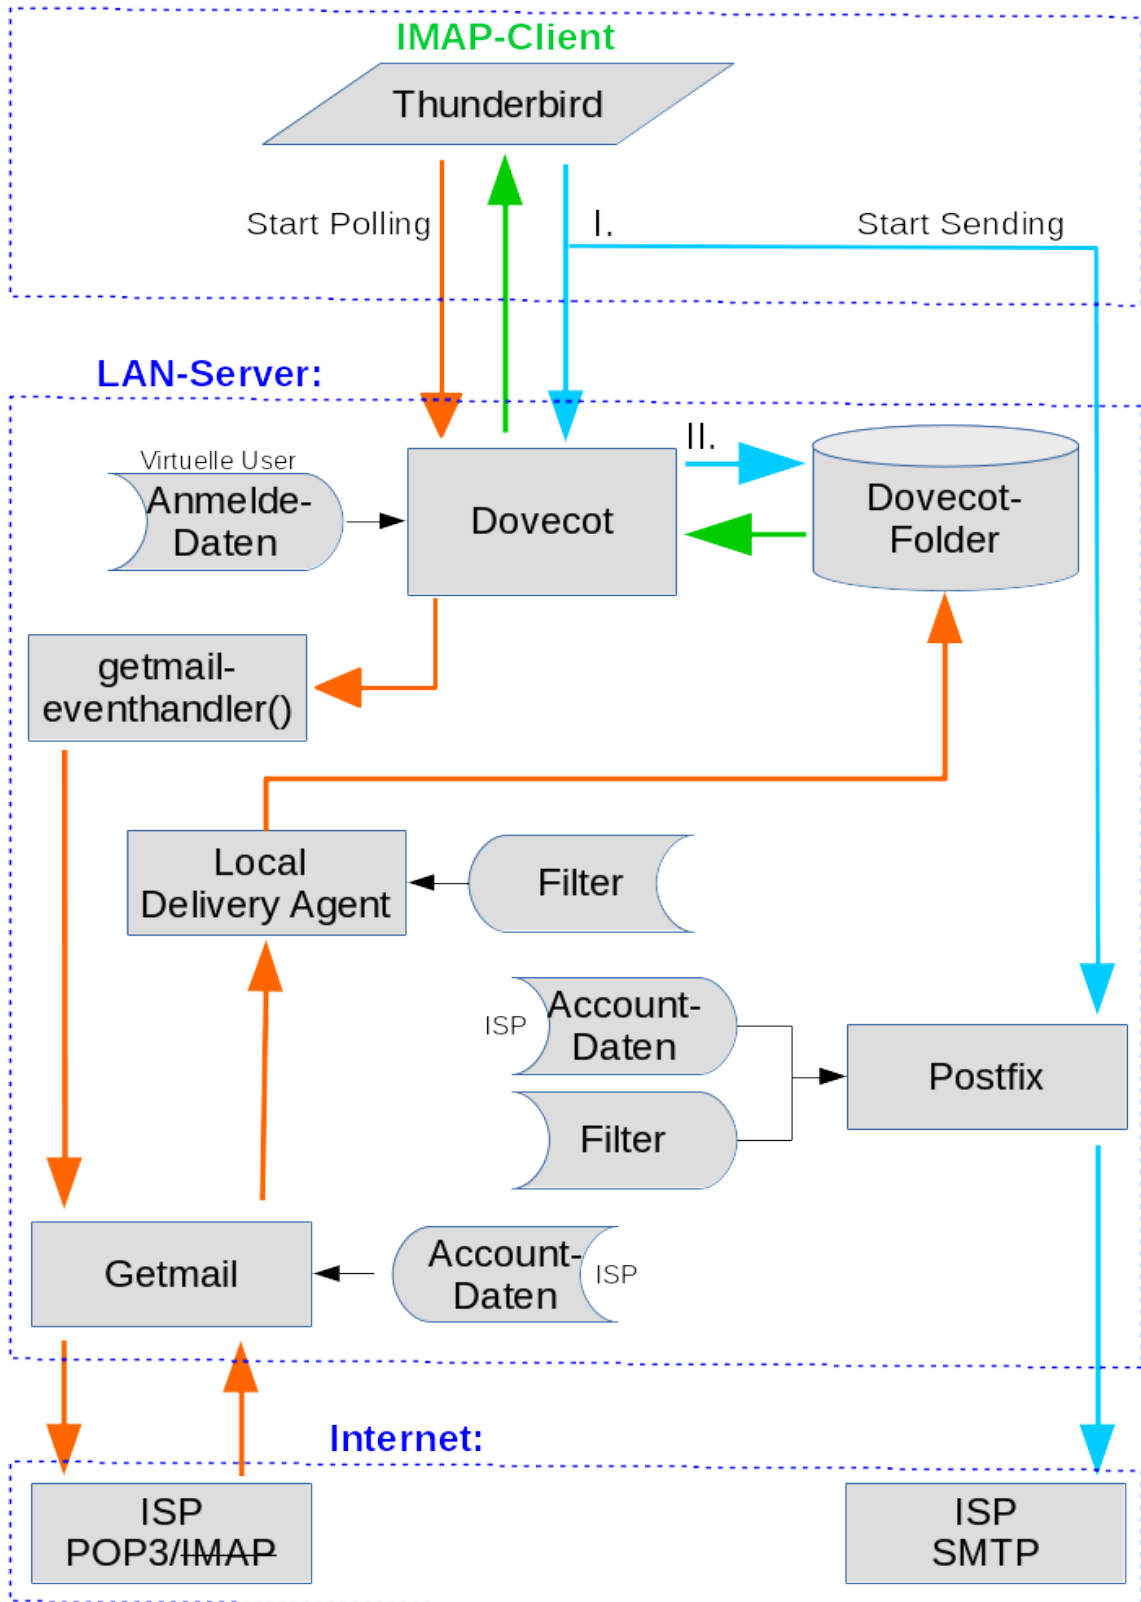 IMAP-Client
Thunderbird
Start Polling
I.
Start Sending
LAN-Server:
II.
Virtuelle User
Anmelde-
Daten
Dovecot
Dovecot-
Folder
getmail-
eventhandler()
Local
Delivery Agent
Filter
ISP
Account-
Daten
Postfix
Filter
Getmail
Account-
Daten
ISP
Internet:
ISP
POP3/IMAP
ISP
SMTP